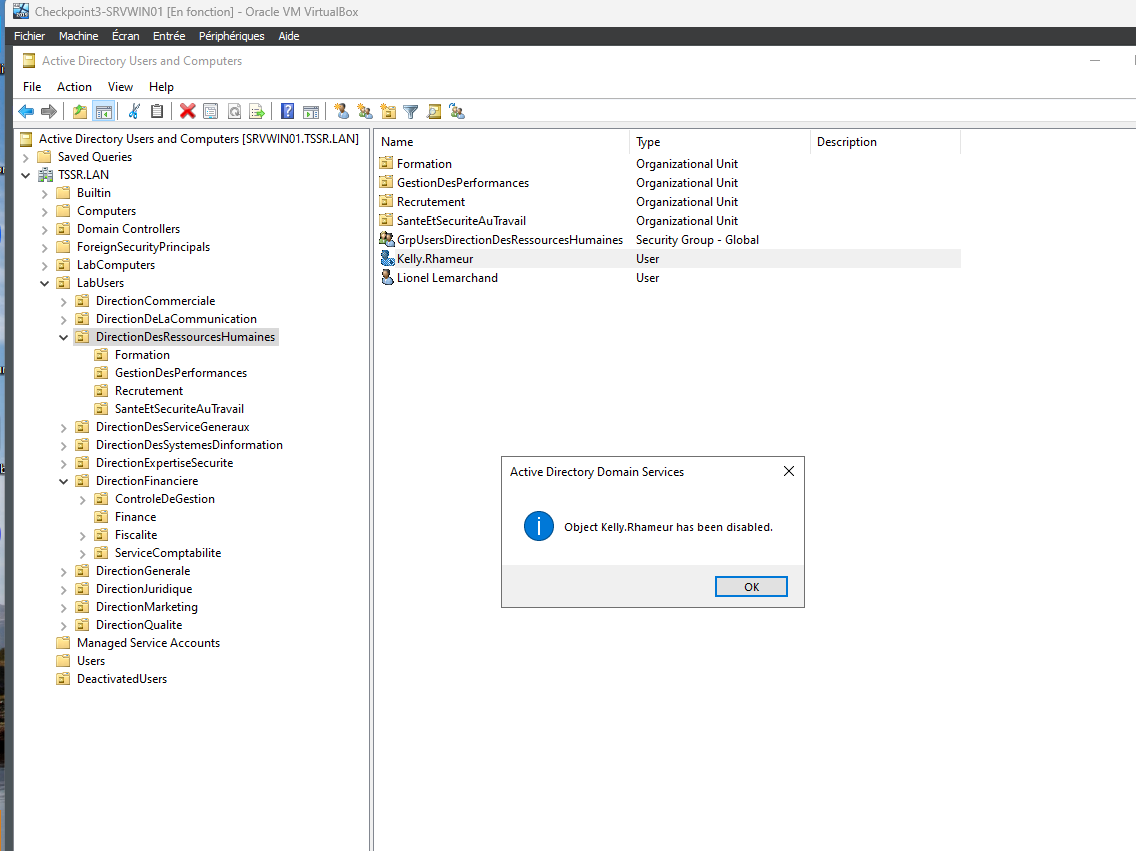 Checkpoint3-SRVWIN01 [En fonction] - Oracle VM VirtualBox
Fichier Machine Écran Entrée Périphériques Aide
Active Directory Users and Computers
File Action View Help
Active Directory Users and Computers [SRVWIN01.TSSR.LAN]
Saved Queries
TSSR.LAN
Builtin
Computers
Domain Controllers
ForeignSecurityPrincipals
LabComputers
LabUsers
DirectionCommerciale
DirectionDeLaCommunication
DirectionDesRessourcesHumaines
Formation
GestionDesPerformances
Recrutement
SanteEtSecuriteAuTravail
DirectionDesServiceGeneraux
DirectionDesSystemesDinformation
DirectionExpertiseSecurite
DirectionFinanciere
ControleDeGestion
Finance
Fiscalite
ServiceComptabilite
DirectionGenerale
DirectionJuridique
DirectionMarketing
DirectionQualite
Managed Service Accounts
Users
DeactivatedUsers
Name Type Description
Formation Organizational Unit
GestionDesPerformances Organizational Unit
Recrutement Organizational Unit
SanteEtSecuriteAuTravail Organizational Unit
GrpUsersDirectionDesRessourcesHumaines Security Group - Global
Kelly.Rhameur User
Lionel Lemarchand User
Active Directory Domain Services
Object Kelly.Rhameur has been disabled.
OK